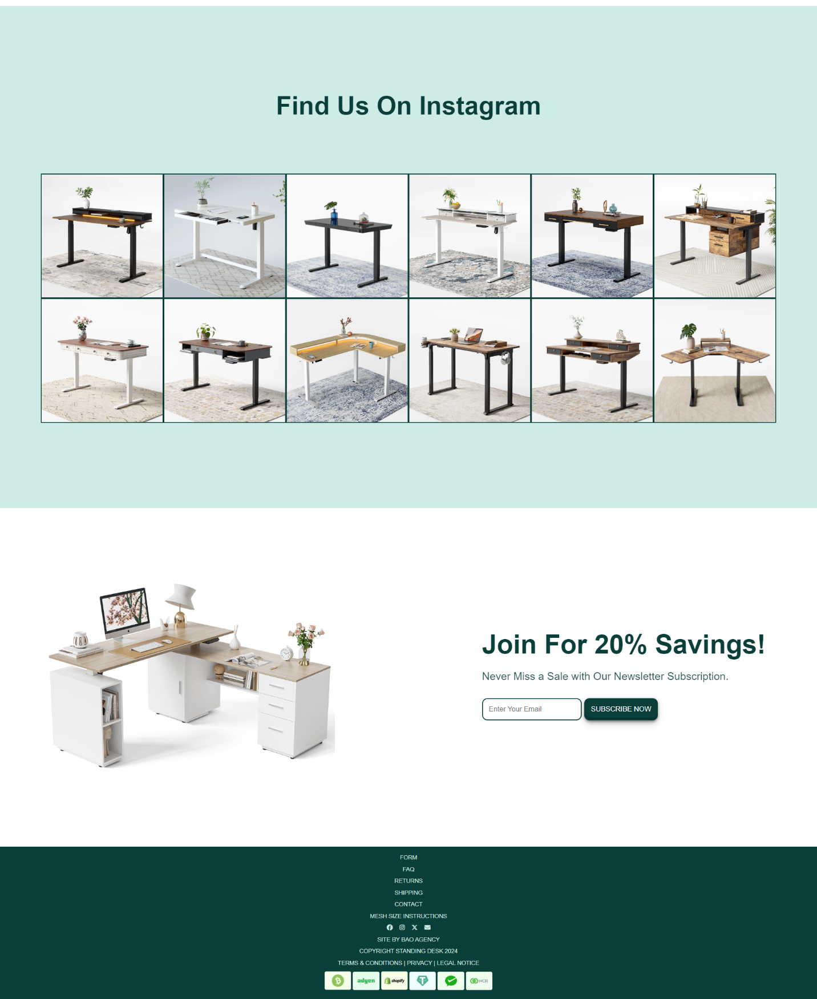 Find Us On Instagram
Join For 20% Savings!
Never Miss a Sale with Our Newsletter Subscription.
Enter Your Email
SUBSCRIBE NOW
FORM
FAQ
RETURNS
SHIPPING
CONTACT
MESH SIZE INSTRUCTIONS
SITE BY BAO AGENCY
COPYRIGHT STANDING DESK 2024
TERMS & CONDITIONS | PRIVACY | LEGAL NOTICE
adyen shopify NCR